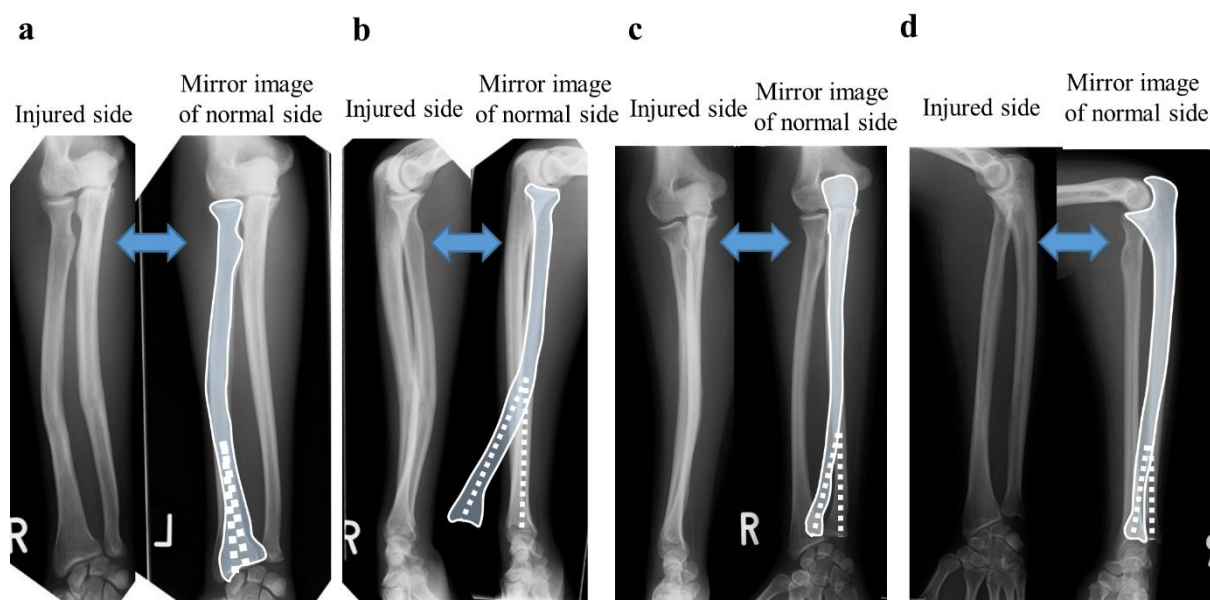 a
b
c
d
Injured side
Mirror image
of normal side
Injured side
Mirror image
of normal side
Injured side
Mirror image
of normal side
Injured side
Mirror image
of normal side
R
L
R
R